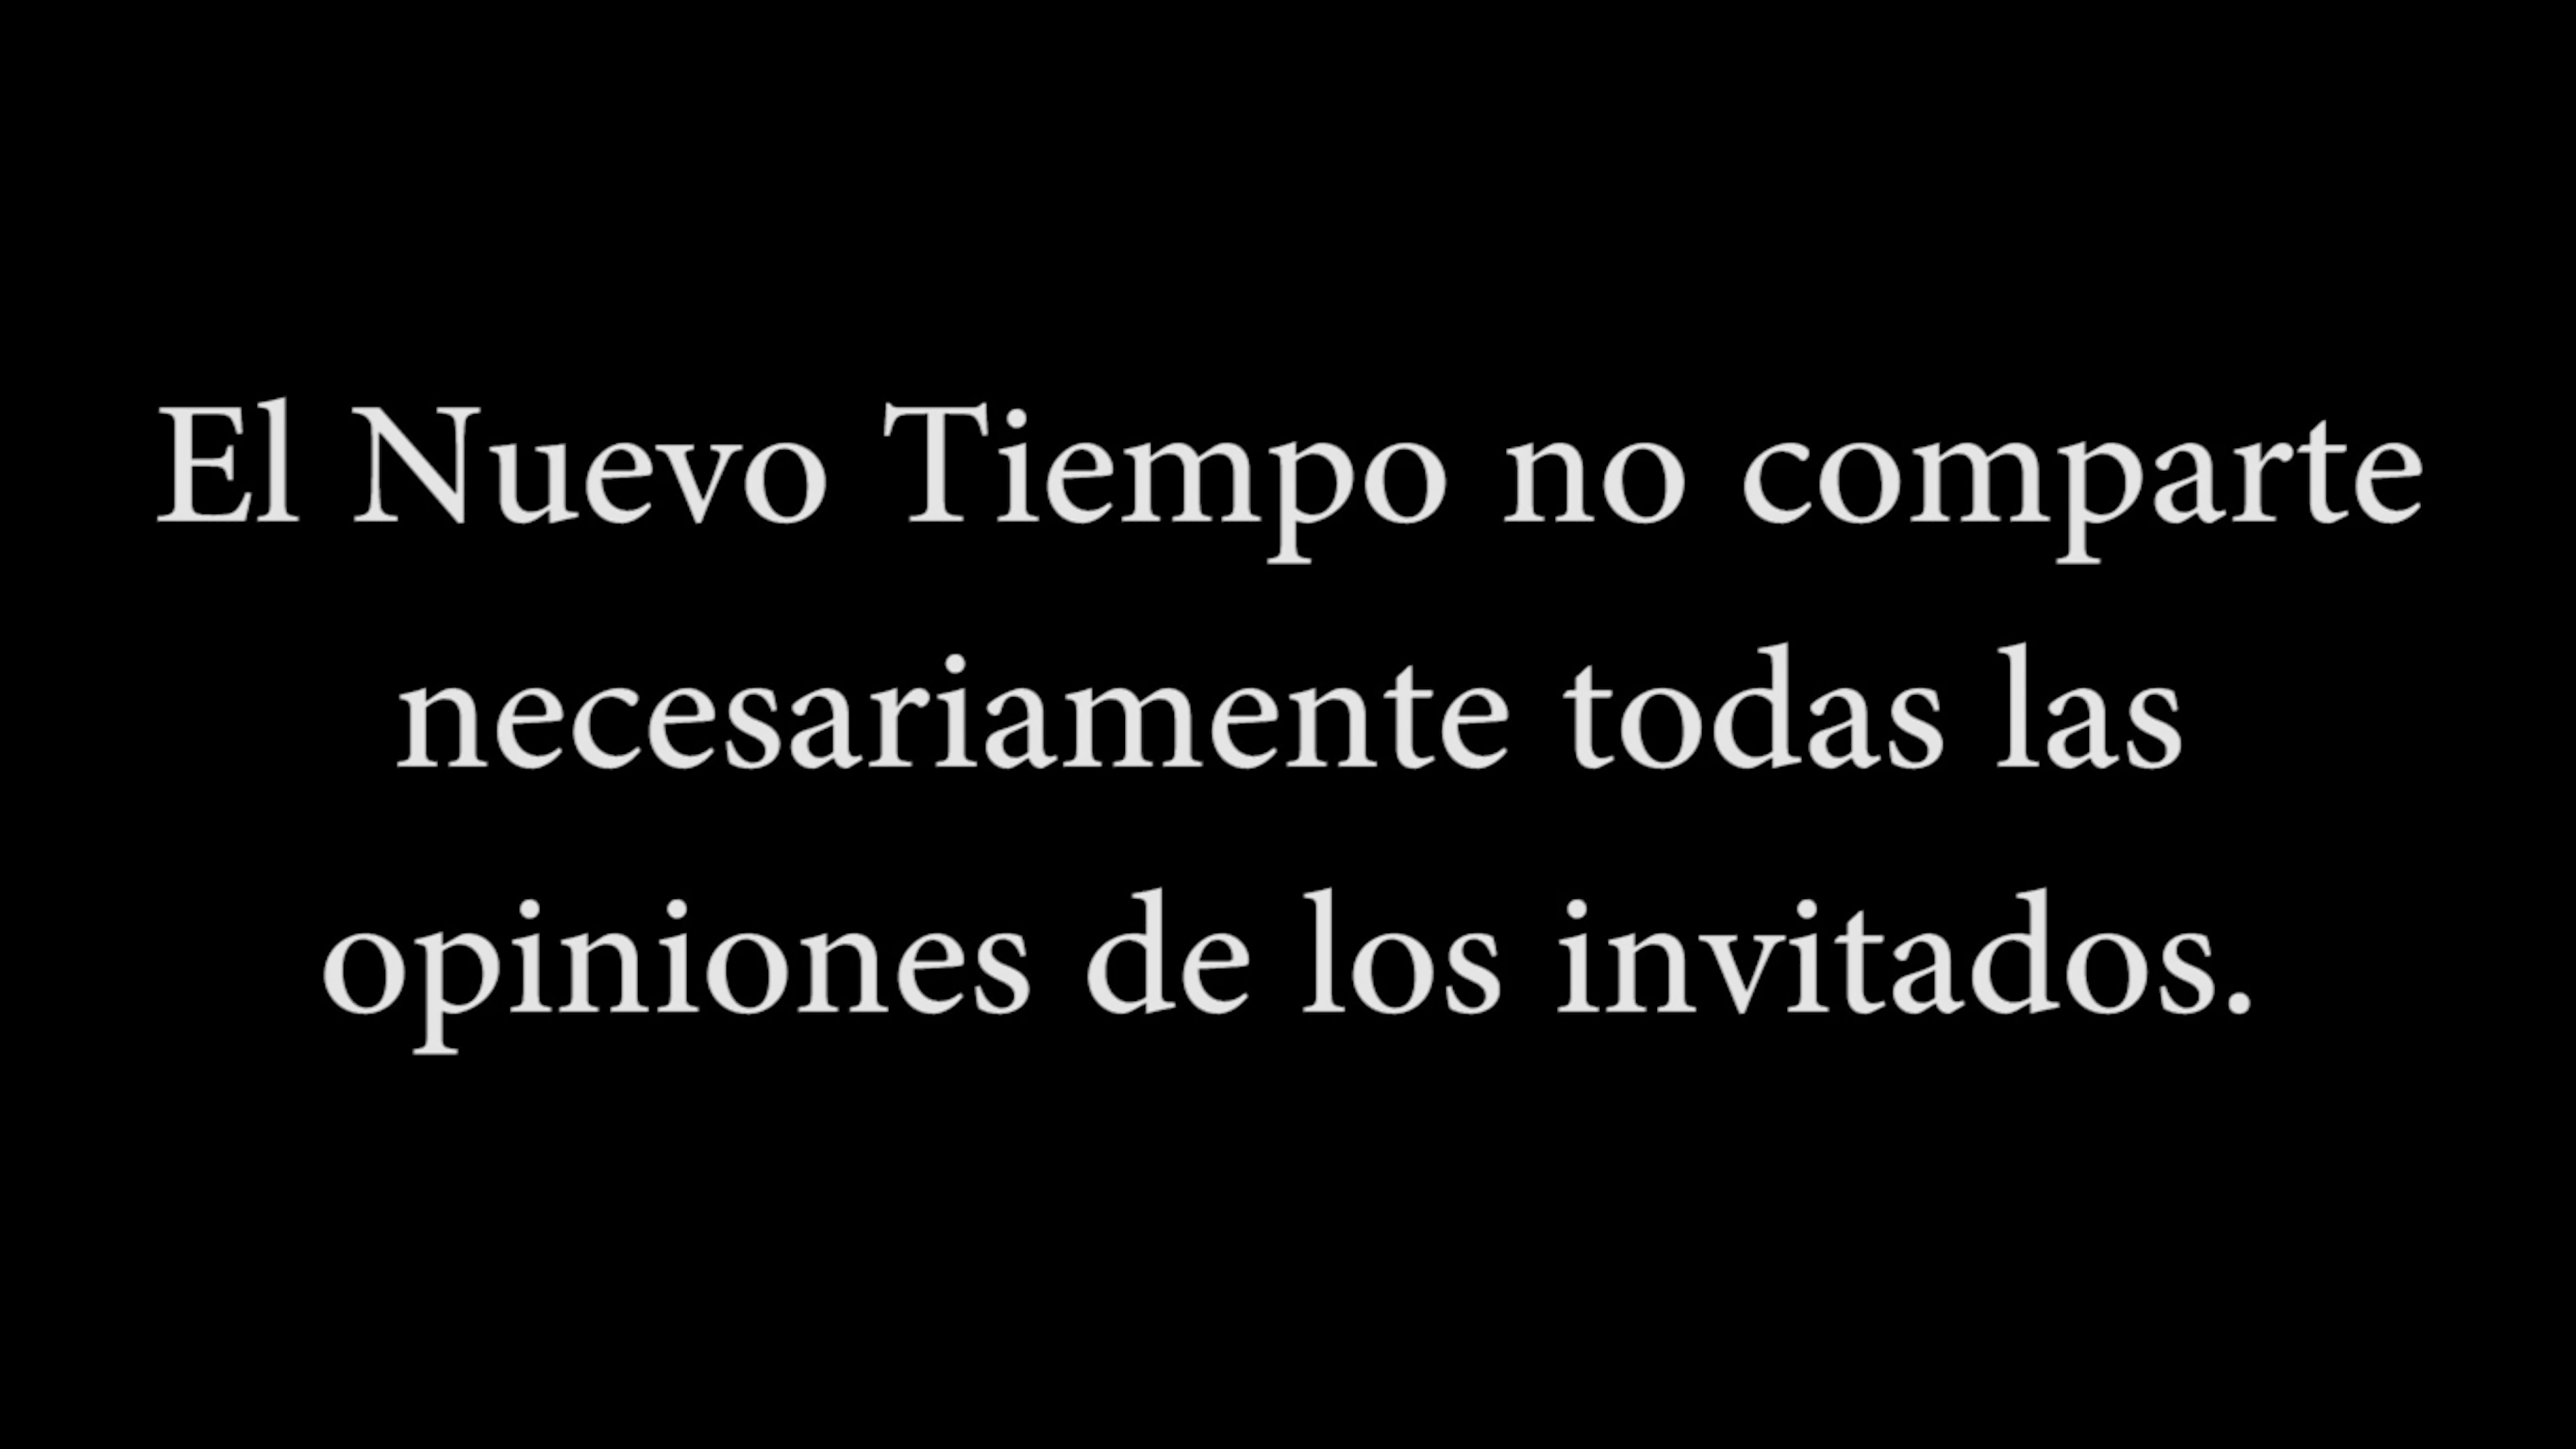 El Nuevo Tiempo no comparte
necesariamente todas las
opiniones de los invitados.